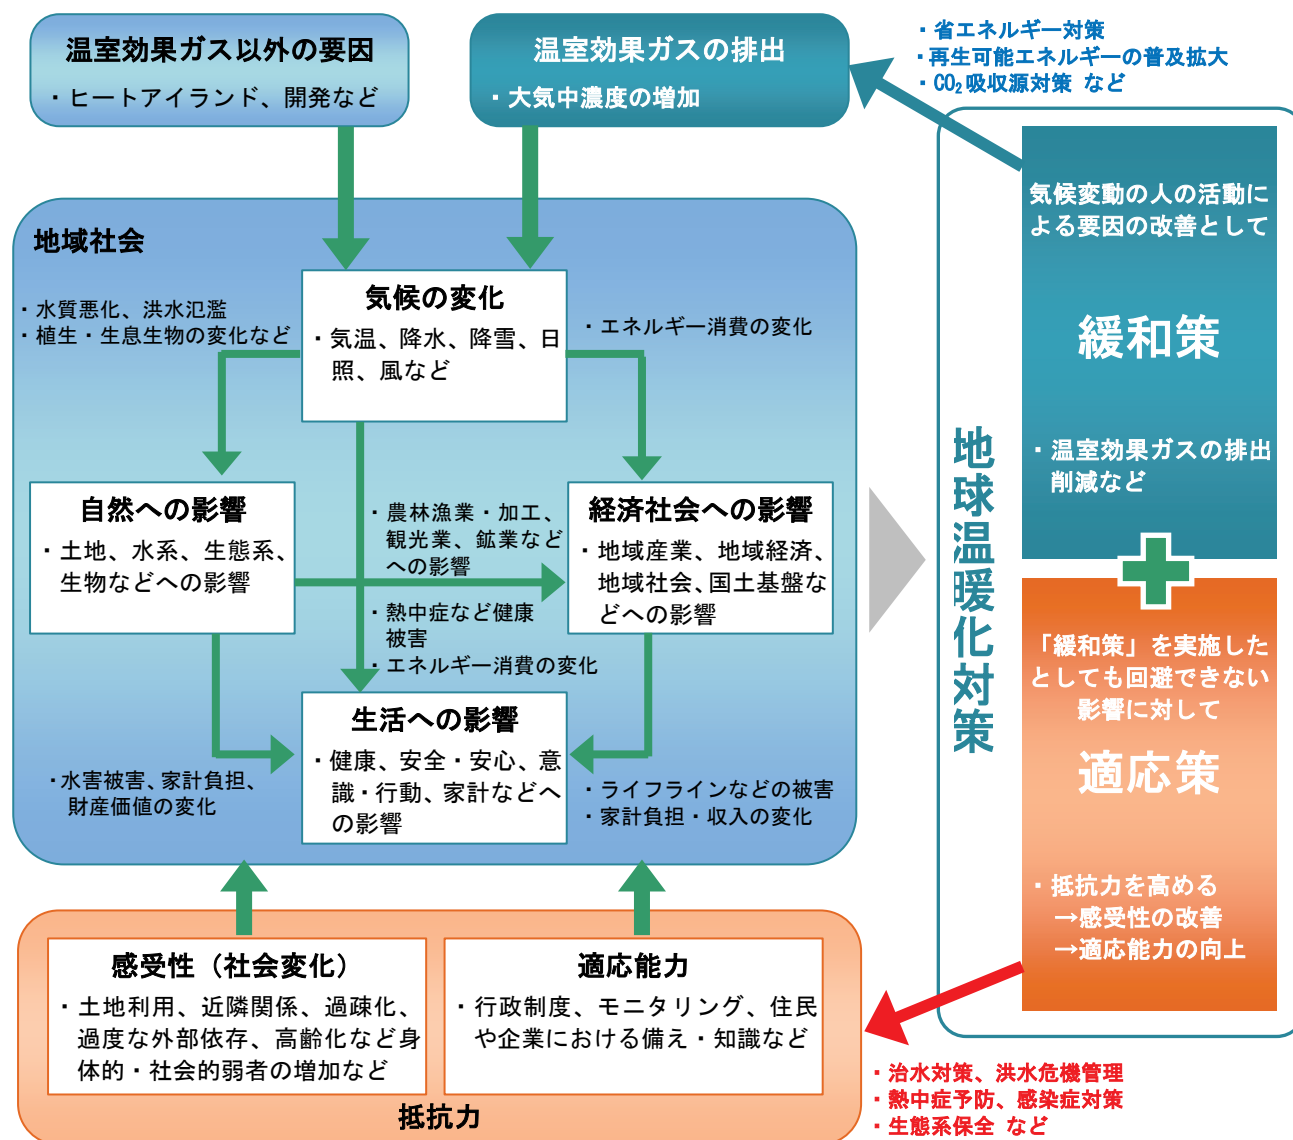 温室効果ガス以外の要因
・ヒートアイランド、開発など
温室効果ガスの排出
・大気中濃度の増加
・省エネルギー対策
・再生可能エネルギーの普及拡大
・CO₂吸収源対策 など
地域社会
・水質悪化、洪水氾濫
・植生・生息生物の変化など
気候の変化
・気温、降水、降雪、日
照、風など
・エネルギー消費の変化
自然への影響
・土地、水系、生態系、
生物などへの影響
・農林漁業・加工、
観光業、鉱業など
への影響
経済社会への影響
・地域産業、地域経済、
地域社会、国土基盤な
どへの影響
・熱中症など健康
被害
・エネルギー消費の変化
生活への影響
・健康、安全・安心、意
識・行動、家計などへ
の影響
・水害被害、家計負担、
財産価値の変化
・ライフラインなどの被害
・家計負担・収入の変化
感受性（社会変化）
・土地利用、近隣関係、過疎化、
過度な外部依存、高齢化など身
体的・社会的弱者の増加など
適応能力
・行政制度、モニタリング、住民
や企業における備え・知識など
抵抗力
地球温暖化対策
気候変動の人の活動に
よる要因の改善として
緩和策
・温室効果ガスの排出
削減など
「緩和策」を実施した
としても回避できない
影響に対して
適応策
・抵抗力を高める
→感受性の改善
→適応能力の向上
・治水対策、洪水危機管理
・熱中症予防、感染症対策
・生態系保全 など